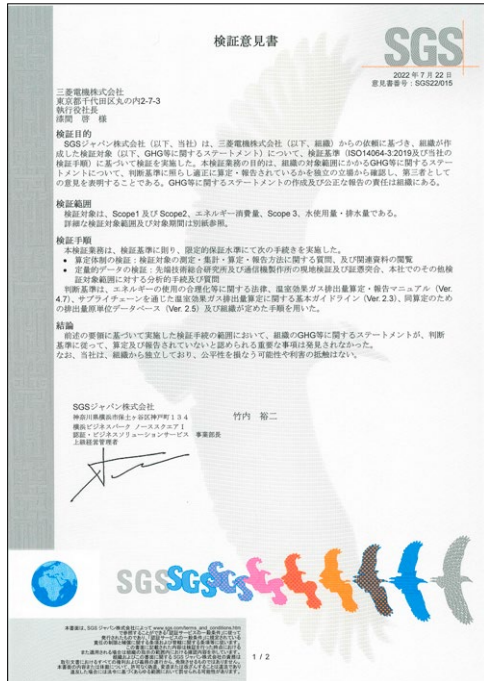 検証意見書
SGS
2022 年 7 月 22 日
意見書番号：SGS22/015
三菱電機株式会社
東京都千代田区丸の内2-7-3
執行役社長
漆間 啓 様
検証目的
SGSジャパン株式会社（以下、当社）は、三菱電機株式会社（以下、組織）からの依頼に基づき、組織が作
成した検証対象（以下、GHG等に関するステートメント）について、検証基準（ISO14064-3:2019及び当社の
検証手順）に基づいて検証を実施した。本検証業務の目的は、組織の対象範囲にかかるGHG等に関するステート
メントについて、判断基準に照らし適正に算定・報告されているかを独立の立場から確認し、第三者として
の意見を表明することである。GHG等に関するステートメントの作成及び公正な報告の責任は組織にある。
検証範囲
検証対象は、Scope1 及び Scope2、エネルギー消費量、Scope 3、水使用量・排水量である。
詳細な検証対象範囲及び対象期間は別紙参照。
検証手順
本検証業務は、検証基準に則り、限定的保証水準にて次の手続きを実施した。
• 算定体制の検証：検証対象の測定・集計・算定・報告方法に関する質問、及び関連資料の閲覧
• 定量的データの検証：先端技術総合研究所及び通信機製作所の現地検証及び証憑突合、本社でのその他検
証対象範囲に対する分析的手続及び質問
判断基準は、エネルギーの使用の合理化等に関する法律、温室効果ガス排出量算定・報告マニュアル（Ver.
4.7）、サプライチェーンを通じた温室効果ガス排出量算定に関する基本ガイドライン（Ver. 2.3）、同算定のため
の排出量原単位データベース（Ver. 2.5）及び組織が定めた手順を用いた。
結論
前述の要領に基づいて実施した検証手続の範囲において、組織のGHG等に関するステートメントが、判断
基準に従って、算定及び報告されていないと認められる重要な事項は発見されなかった。
なお、当社は、組織から独立しており、公平性を損なう可能性や利害の抵触はない。
SGSジャパン株式会社
神奈川県横浜市保土ヶ谷区神戸町１３４
横浜ビジネスパーク ノーススクエアⅠ
認証・ビジネスソリューションサービス 事業部長
上級経営管理者
竹内 裕二
SGS SGS
1 / 2